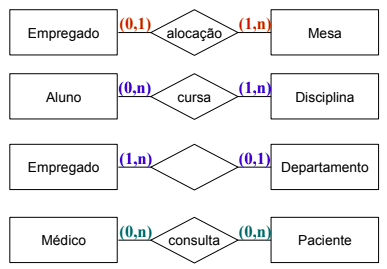 Empregado (0,1) alocação (1,n) Mesa
Aluno (0,n) cursa (1,n) Disciplina
Empregado (1,n) (0,1) Departamento
Médico (0,n) consulta (0,n) Paciente